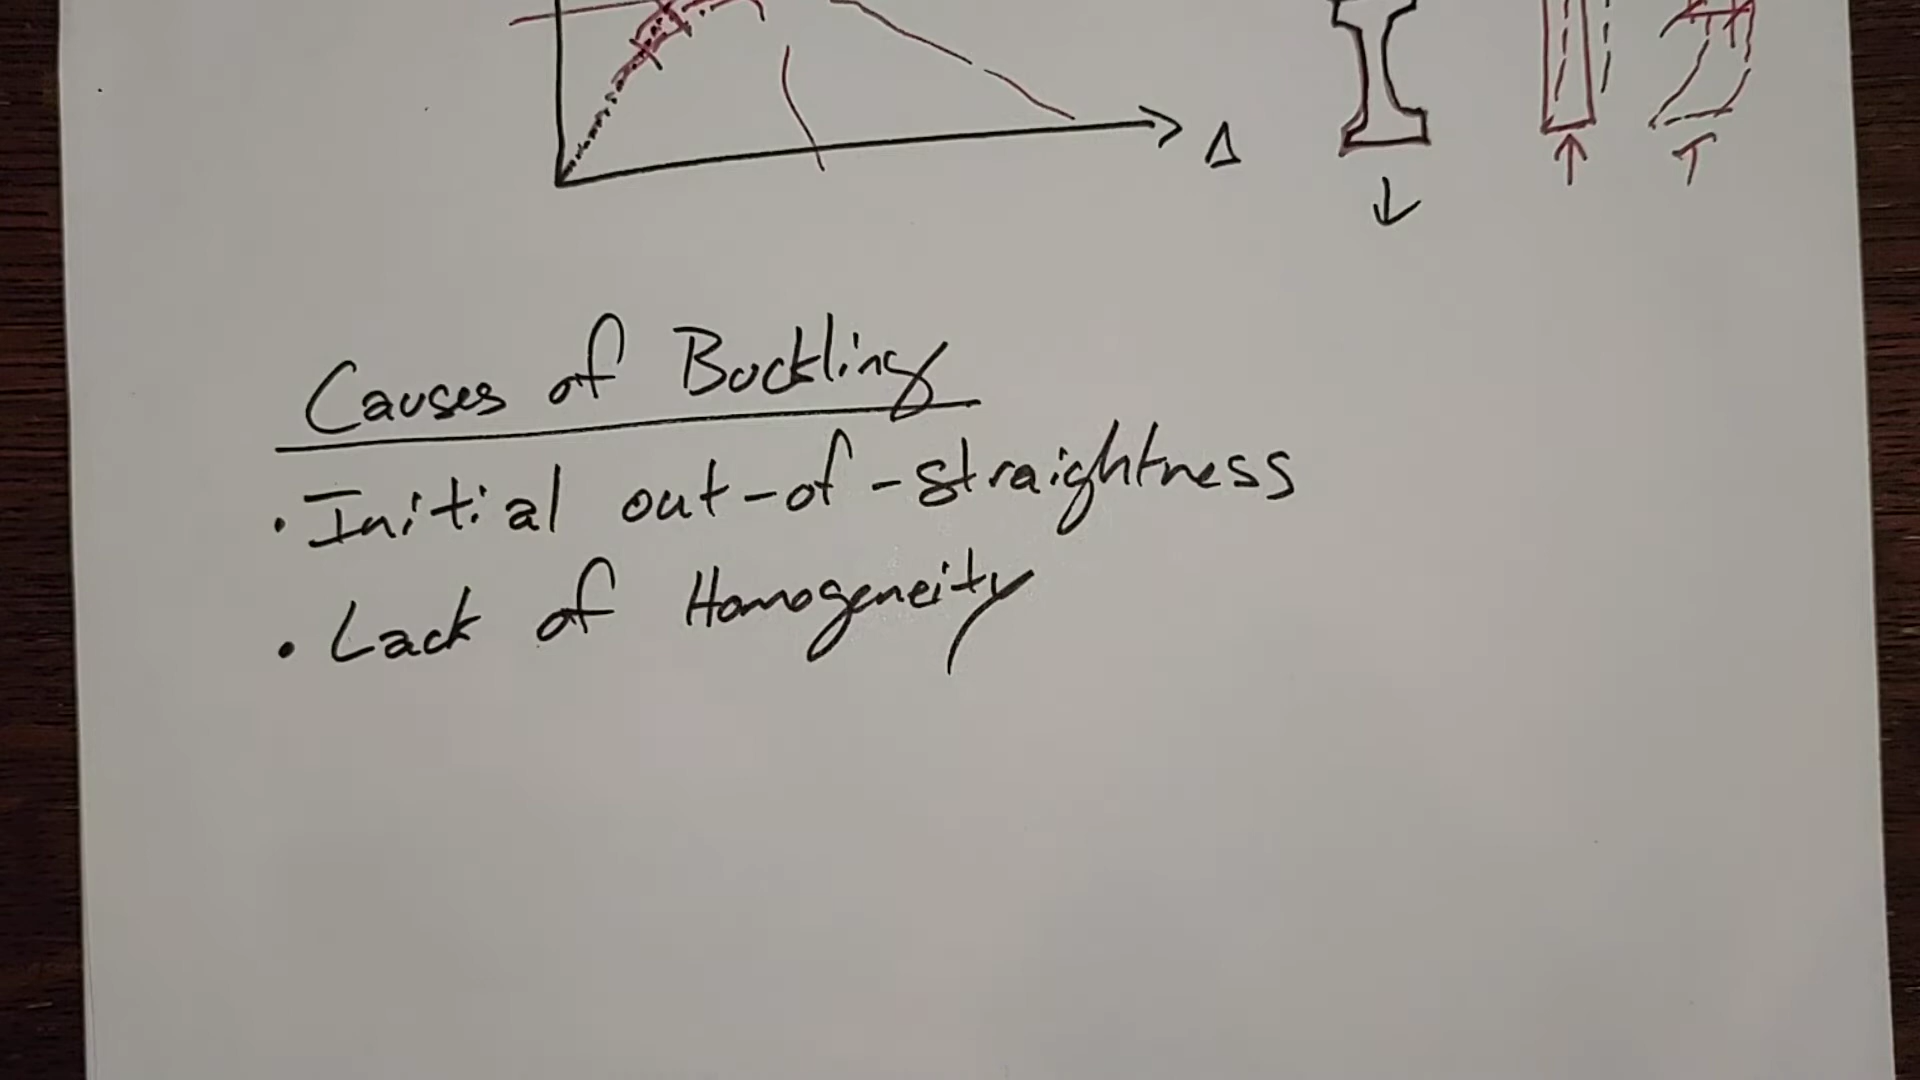 Δ
Causes of Buckling
• Initial out-of-straightness
• Lack of Homogeneity